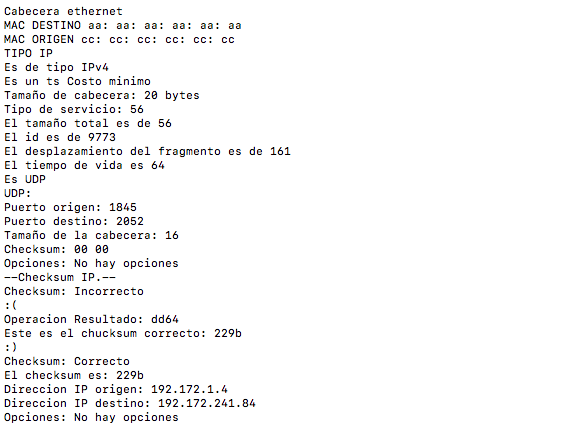 Cabecera ethernet
MAC DESTINO aa: aa: aa: aa: aa: aa
MAC ORIGEN cc: cc: cc: cc: cc: cc
TIPO IP
Es de tipo IPv4
Es un ts Costo minimo
Tamaño de cabecera: 20 bytes
Tipo de servicio: 56
El tamaño total es de 56
El id es de 9773
El desplazamiento del fragmento es de 161
El tiempo de vida es 64
Es UDP
UDP:
Puerto origen: 1845
Puerto destino: 2052
Tamaño de la cabecera: 16
Checksum: 00 00
Opciones: No hay opciones
--Checksum IP.--
Checksum: Incorrecto
:(
Operacion Resultado: dd64
Este es el chucksum correcto: 229b
:)
Checksum: Correcto
El checksum es: 229b
Direccion IP origen: 192.172.1.4
Direccion IP destino: 192.172.241.84
Opciones: No hay opciones